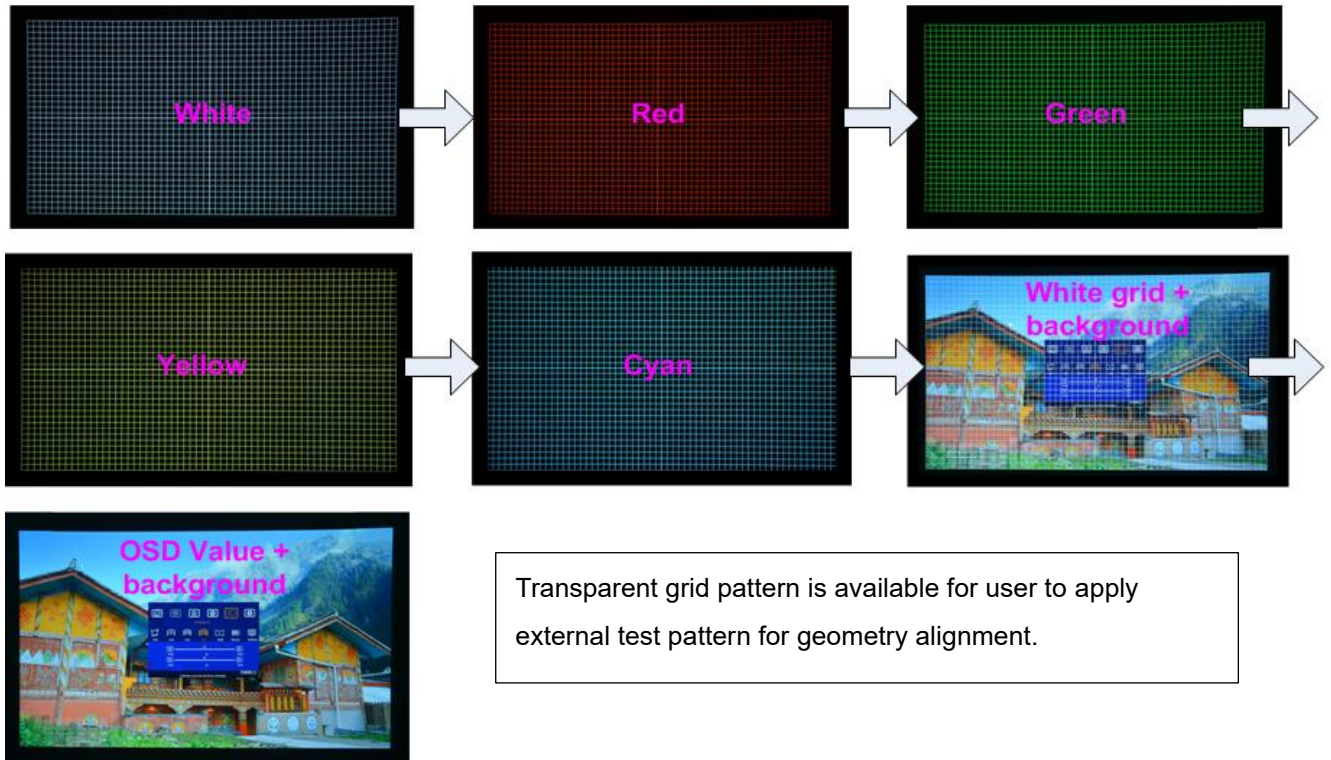 White
Red
Green
Yellow
Cyan
White grid +
background
OSD Value +
background
Transparent grid pattern is available for user to apply
external test pattern for geometry alignment.